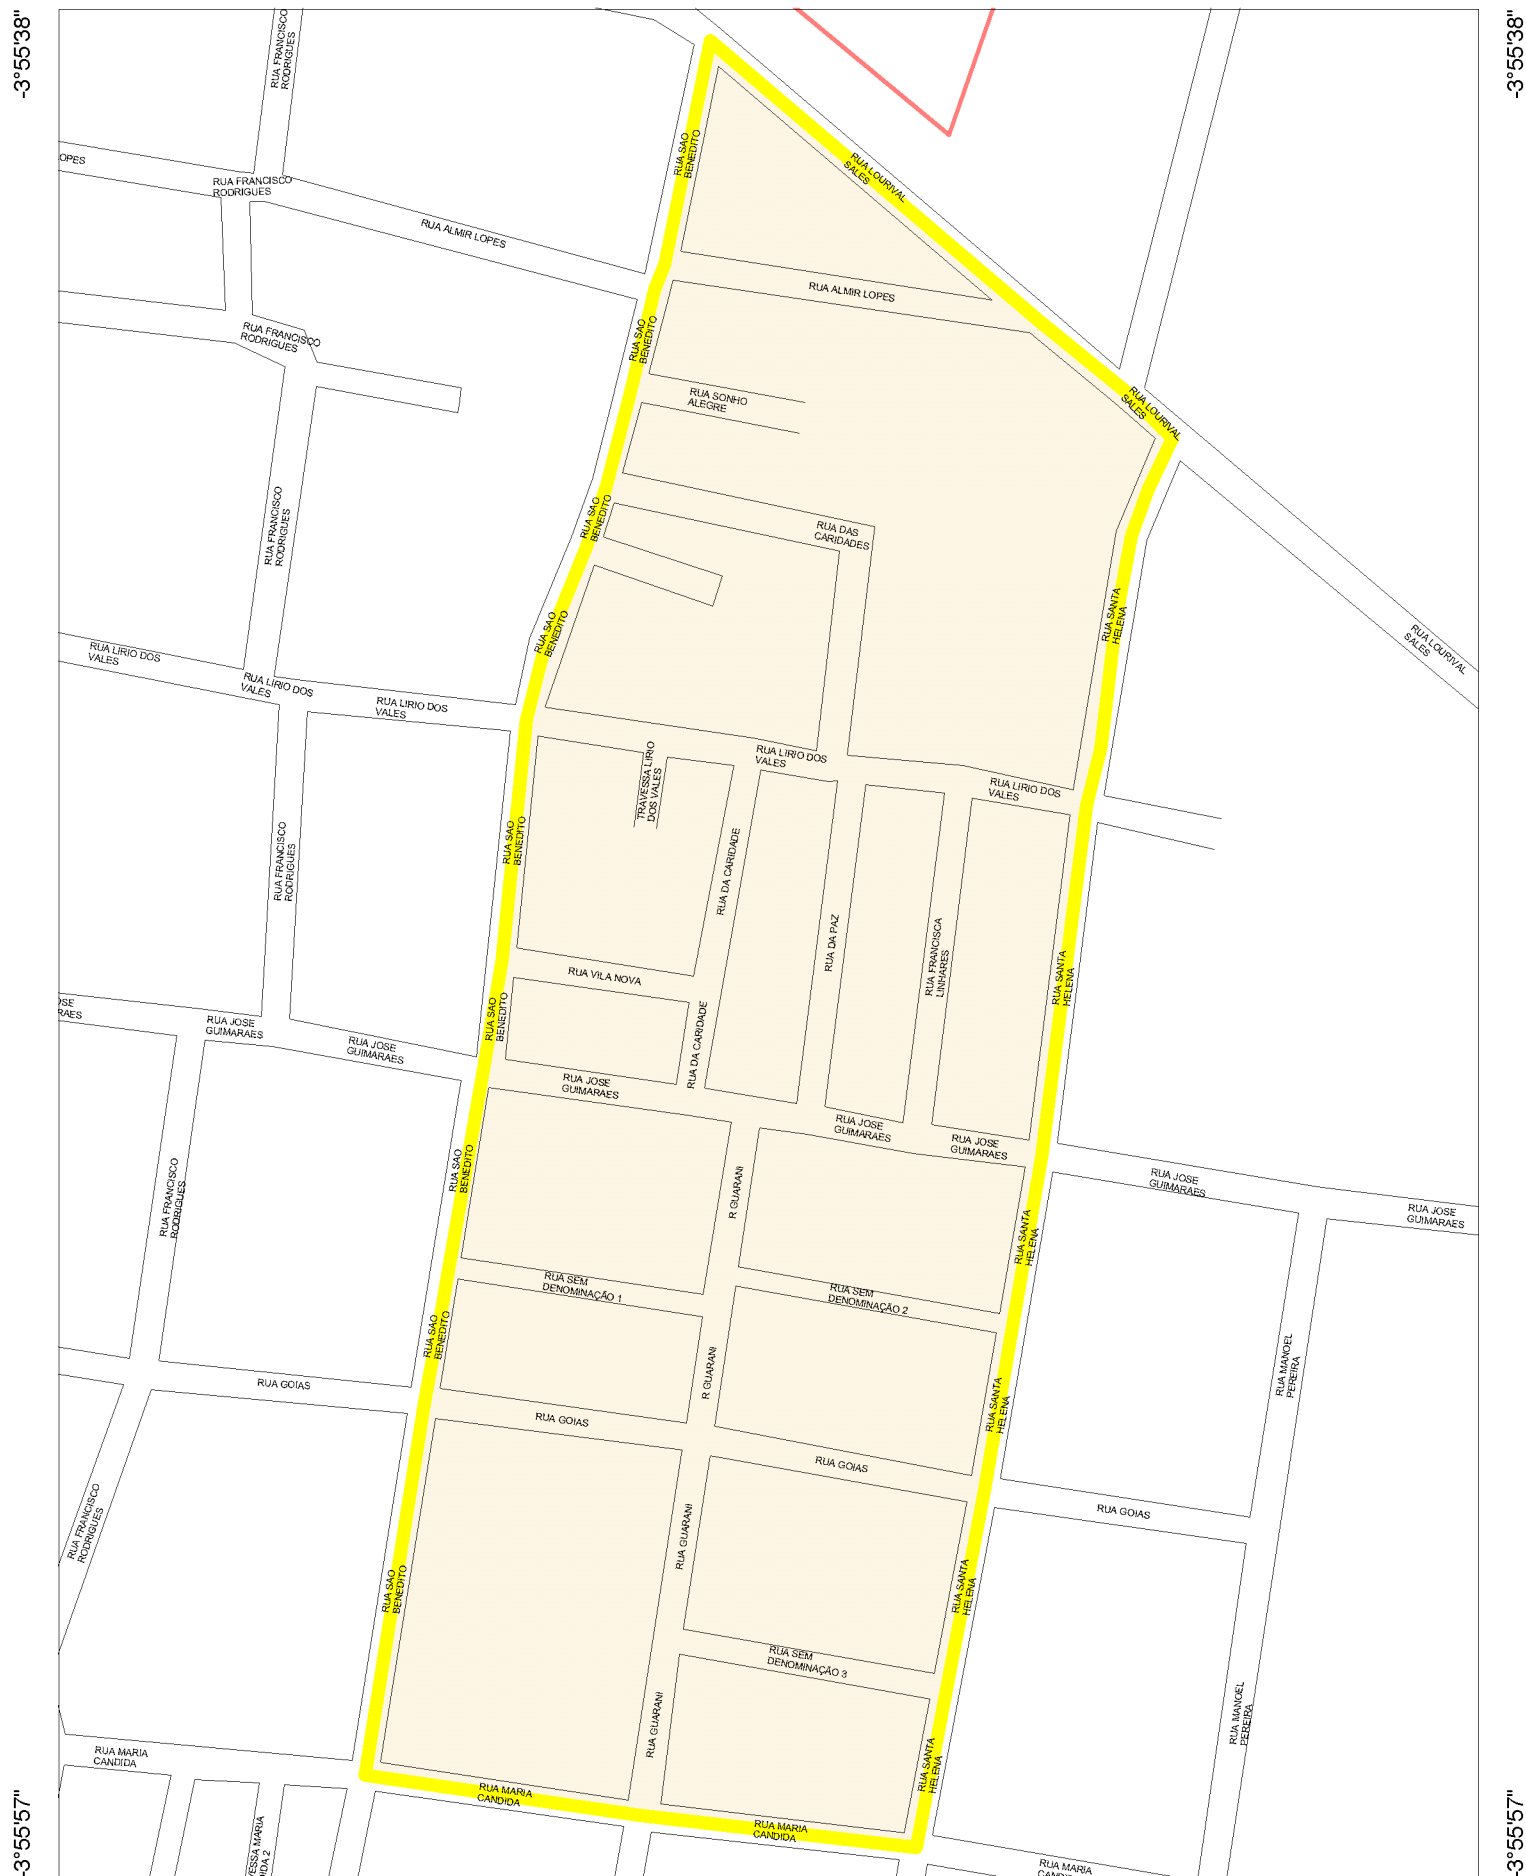 -3°55'38"
-3°55'38"
RUA FRANCISCO
RODRIGUES
OPES
RUA FRANCISCO
RODRIGUES
RUA ALMIR LOPES
RUA SAO
BENEDITO
RUA LOURIVAL
SALES
RUA ALMIR LOPES
RUA FRANCISCO
RODRIGUES
RUA SAO
BENEDITO
RUA SONHO
ALEGRE
RUA LOURIVAL
SALES
RUA FRANCISCO
RODRIGUES
RUA SAO
BENEDITO
RUA DAS
CARIDADES
RUA SANTA
HELENA
RUA SAO
BENEDITO
RUA LOURIVAL
SALES
RUA LIRIO DOS
VALES
RUA LIRIO DOS
VALES
RUA LIRIO DOS
VALES
TRAVESSA LIRIO
DOS VALES
RUA LIRIO DOS
VALES
RUA LIRIO DOS
VALES
RUA FRANCISCO
RODRIGUES
RUA SAO
BENEDITO
RUA DA CARIDADE
RUA DA PAZ
RUA FRANCISCA
LINHARES
RUA SANTA
HELENA
RUA VILA NOVA
OSE
RAES
RUA JOSE
GUIMARAES
RUA JOSE
GUIMARAES
RUA SAO
BENEDITO
RUA DA CARIDADE
RUA JOSE
GUIMARAES
RUA JOSE
GUIMARAES
RUA JOSE
GUIMARAES
RUA JOSE
GUIMARAES
RUA JOSE
GUIMARAES
RUA FRANCISCO
RODRIGUES
RUA SAO
BENEDITO
R GUARANI
RUA SANTA
HELENA
RUA SEM
DENOMINAÇÃO 1
RUA SEM
DENOMINAÇÃO 2
RUA SAO
BENEDITO
R GUARANI
RUA SANTA
HELENA
RUA MANOEL
PEREIRA
RUA GOIAS
RUA GOIAS
RUA GOIAS
RUA GOIAS
RUA FRANCISCO
RODRIGUES
RUA SAO
BENEDITO
RUA GUARANI
RUA SANTA
HELENA
RUA SEM
DENOMINAÇÃO 3
RUA GUARANI
RUA SANTA
HELENA
RUA MANOEL
PEREIRA
RUA MARIA
CANDIDA
RUA MARIA
CANDIDA
RUA MARIA
CANDIDA
VESSA MARIA
IDA 2
RUA MARIA
CANDIDA
-3°55'57"
-3°55'57"